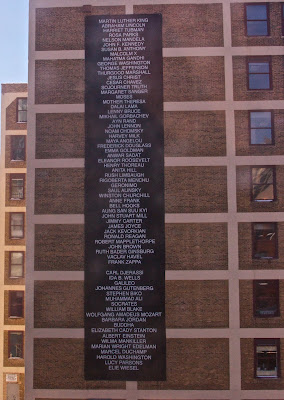 MARTIN LUTHER KING
ABRAHAM LINCOLN
HARRIET TUBMAN
ROSA PARKS
NELSON MANDELA
JOHN F. KENNEDY
SUSAN B. ANTHONY
MALCOLM X
MAHATMA GANDHI
GEORGE WASHINGTON
THOMAS JEFFERSON
THURGOOD MARSHALL
JESUS CHRIST
CESAR CHAVEZ
SOJOURNER TRUTH
MARGARET SANGER
MOSES
MOTHER THERESA
DALAI LAMA
LENNY BRUCE
MIKHAIL GORBACHEV
AYN RAND
JOHN LENNON
NOAM CHOMSKY
HARVEY MILK
MAYA ANGELOU
FREDERICK DOUGLASS
EMMA GOLDMAN
ANWAR SADAT
ELEANOR ROOSEVELT
HENRY THOREAU
ANITA HILL
RUSH LIMBAUGH
RIGOBERTA MENCHU
GERONIMO
SAUL ALINSKY
WINSTON CHURCHILL
ANNE FRANK
BELL HOOKS
AUNG SAN SUU KYI
JOHN STUART MILL
JIMMY CARTER
JAMES JOYCE
JACK KEVORKIAN
RONALD REAGAN
ROBERT MAPPLETHORPE
JOHN BROWN
RUTH BADER GINSBURG
VACLAV HAVEL
FRANK ZAPPA
CARL DJERASSI
IDA B. WELLS
GALILEO
JOHANNES GUTENBERG
STEPHEN BIKO
MUHAMMAD ALI
SOCRATES
WILLIAM BLAKE
WOLFGANG AMADEUS MOZART
BARBARA JORDAN
BUDDHA
ELIZABETH CADY STANTON
ALBERT EINSTEIN
WILMA MANKILLER
MARIAN WRIGHT EDELMAN
MARCEL DUCHAMP
HAROLD WASHINGTON
LUCY PARSONS
ELIE WIESEL